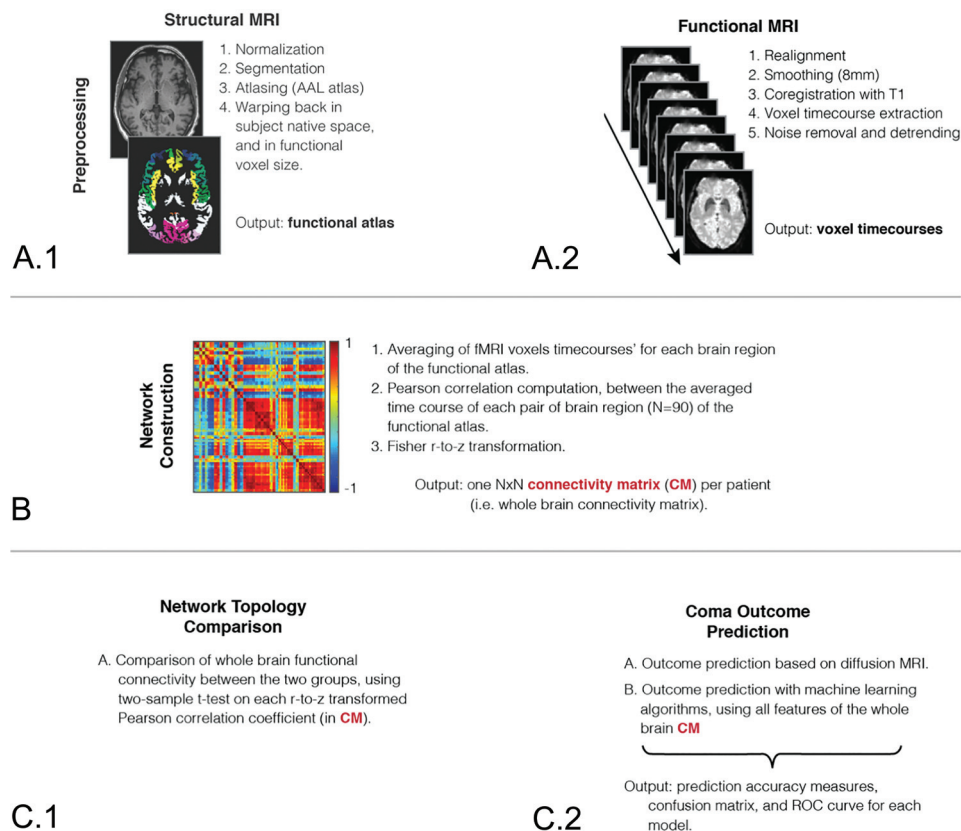 Structural MRI
Preprocessing
1. Normalization
2. Segmentation
3. Atlasing (AAL atlas)
4. Warping back in
subject native space,
and in functional
voxel size.
Output: functional atlas
A.1
Functional MRI
1. Realignment
2. Smoothing (8mm)
3. Coregistration with T1
4. Voxel timecourse extraction
5. Noise removal and detrending
Output: voxel timecourses
A.2
Network
Construction
1
-1
1. Averaging of fMRI voxels timecourses' for each brain region
of the functional atlas.
2. Pearson correlation computation, between the averaged
time course of each pair of brain region (N=90) of the
functional atlas.
3. Fisher r-to-z transformation.
Output: one NxN connectivity matrix (CM) per patient
(i.e. whole brain connectivity matrix).
B
Network Topology
Comparison
A. Comparison of whole brain functional
connectivity between the two groups, using
two-sample t-test on each r-to-z transformed
Pearson correlation coefficient (in CM).
C.1
Coma Outcome
Prediction
A. Outcome prediction based on diffusion MRI.
B. Outcome prediction with machine learning
algorithms, using all features of the whole
brain CM
Output: prediction accuracy measures,
confusion matrix, and ROC curve for each
model.
C.2